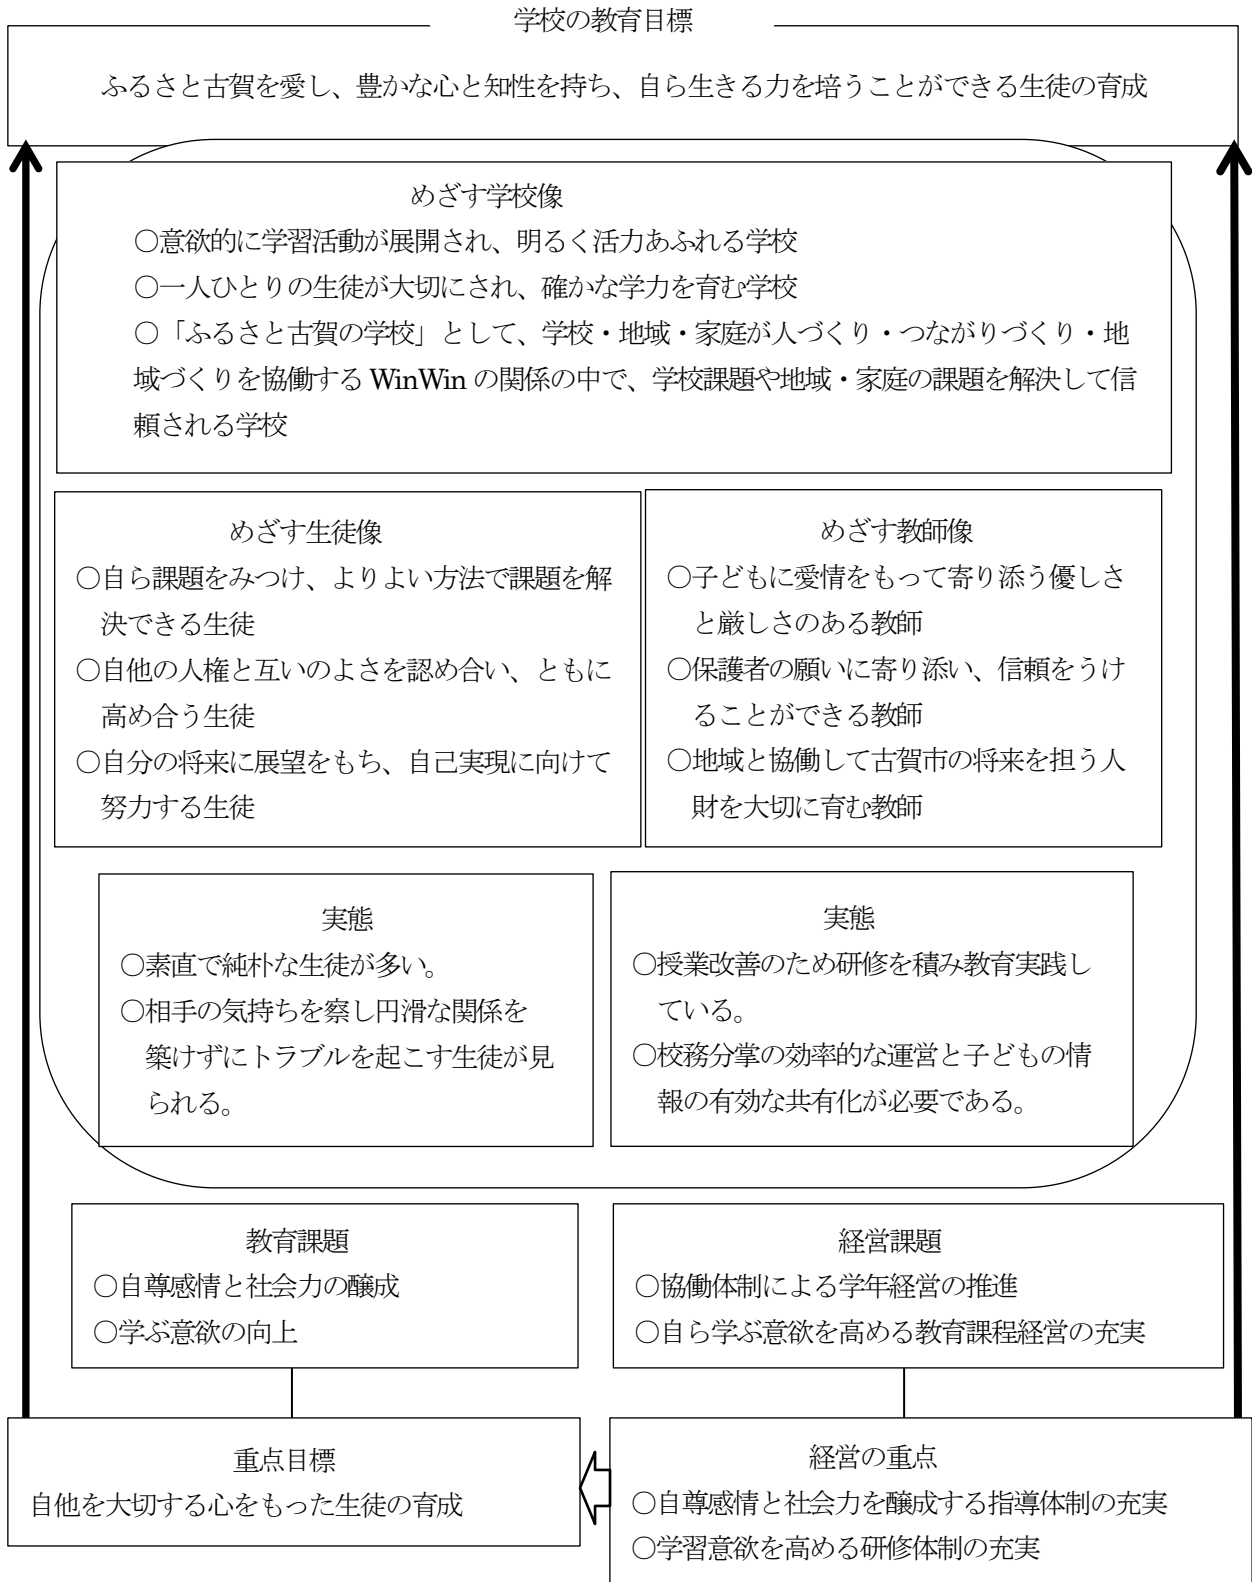 学校の教育目標
ふるさと古賀を愛し、豊かな心と知性を持ち、自ら生きる力を培うことができる生徒の育成
めざす学校像
○意欲的に学習活動が展開され、明るく活力あふれる学校
○一人ひとりの生徒が大切にされ、確かな学力を育む学校
○「ふるさと古賀の学校」として、学校・地域・家庭が人づくり・つながりづくり・地
域づくりを協働する WinWin の関係の中で、学校課題や地域・家庭の課題を解決して信
頼される学校
めざす生徒像
○自ら課題をみつけ、よりよい方法で課題を解
決できる生徒
○自他の人権と互いのよさを認め合い、ともに
高め合う生徒
○自分の将来に展望をもち、自己実現に向けて
努力する生徒
めざす教師像
○子どもに愛情をもって寄り添う優しさ
と厳しさのある教師
○保護者の願いに寄り添い、信頼をうけ
ることができる教師
○地域と協働して古賀市の将来を担う人
財を大切に育む教師
実態
○素直で純朴な生徒が多い。
○相手の気持ちを察し円滑な関係を
築けずにトラブルを起こす生徒が見
られる。
実態
○授業改善のため研修を積み教育実践し
ている。
○校務分掌の効率的な運営と子どもの情
報の有効な共有化が必要である。
教育課題
○自尊感情と社会力の醸成
○学ぶ意欲の向上
経営課題
○協働体制による学年経営の推進
○自ら学ぶ意欲を高める教育課程経営の充実
重点目標
自他を大切する心をもった生徒の育成
経営の重点
○自尊感情と社会力を醸成する指導体制の充実
○学習意欲を高める研修体制の充実